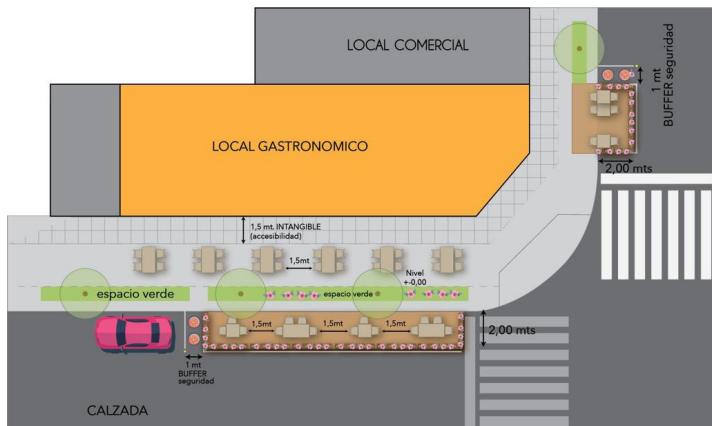 LOCAL COMERCIAL
1 mt
BUFFER seguridad
LOCAL GASTRONOMICO
2,00 mts
1,5 mt. INTANGIBLE
(accesibilidad)
1,5mt
Nivel
+-0,00
espacio verde
espacio verde
1,5mt
1,5mt
1,5mt
2,00 mts
1 mt
BUFFER
seguridad
CALZADA